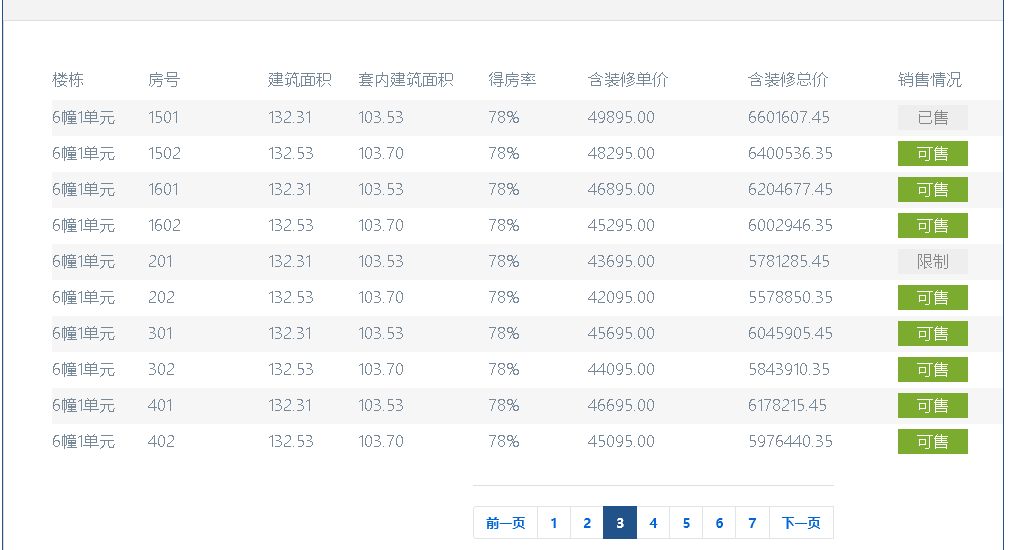 楼栋 房号 建筑面积 套内建筑面积 得房率 含装修单价 含装修总价 销售情况
6幢1单元 1501 132.31 103.53 78% 49895.00 6601607.45 已售
6幢1单元 1502 132.53 103.70 78% 48295.00 6400536.35 可售
6幢1单元 1601 132.31 103.53 78% 46895.00 6204677.45 可售
6幢1单元 1602 132.53 103.70 78% 45295.00 6002946.35 可售
6幢1单元 201 132.31 103.53 78% 43695.00 5781285.45 限制
6幢1单元 202 132.53 103.70 78% 42095.00 5578850.35 可售
6幢1单元 301 132.31 103.53 78% 45695.00 6045905.45 可售
6幢1单元 302 132.53 103.70 78% 44095.00 5843910.35 可售
6幢1单元 401 132.31 103.53 78% 46695.00 6178215.45 可售
6幢1单元 402 132.53 103.70 78% 45095.00 5976440.35 可售
前一页 1 2 3 4 5 6 7 下一页